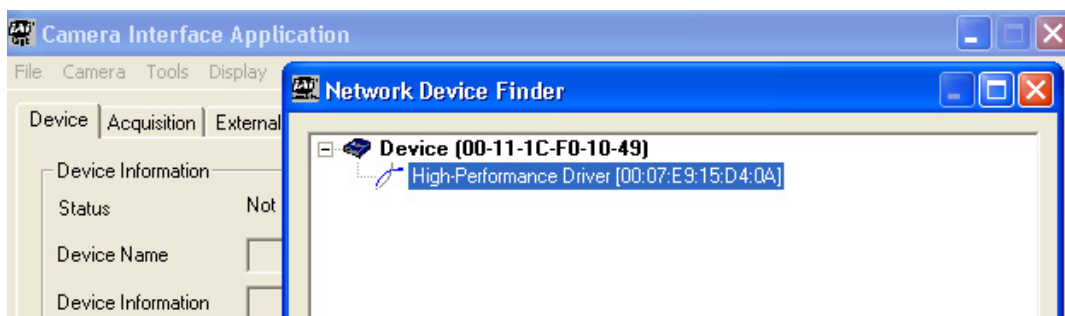 Camera Interface Application
File Camera Tools Display
Network Device Finder
Device Acquisition External
Device (00-11-1C-F0-10-49)
High-Performance Driver [00:07:E9:15:D4:0A]
Device Information
Status Not
Device Name
Device Information